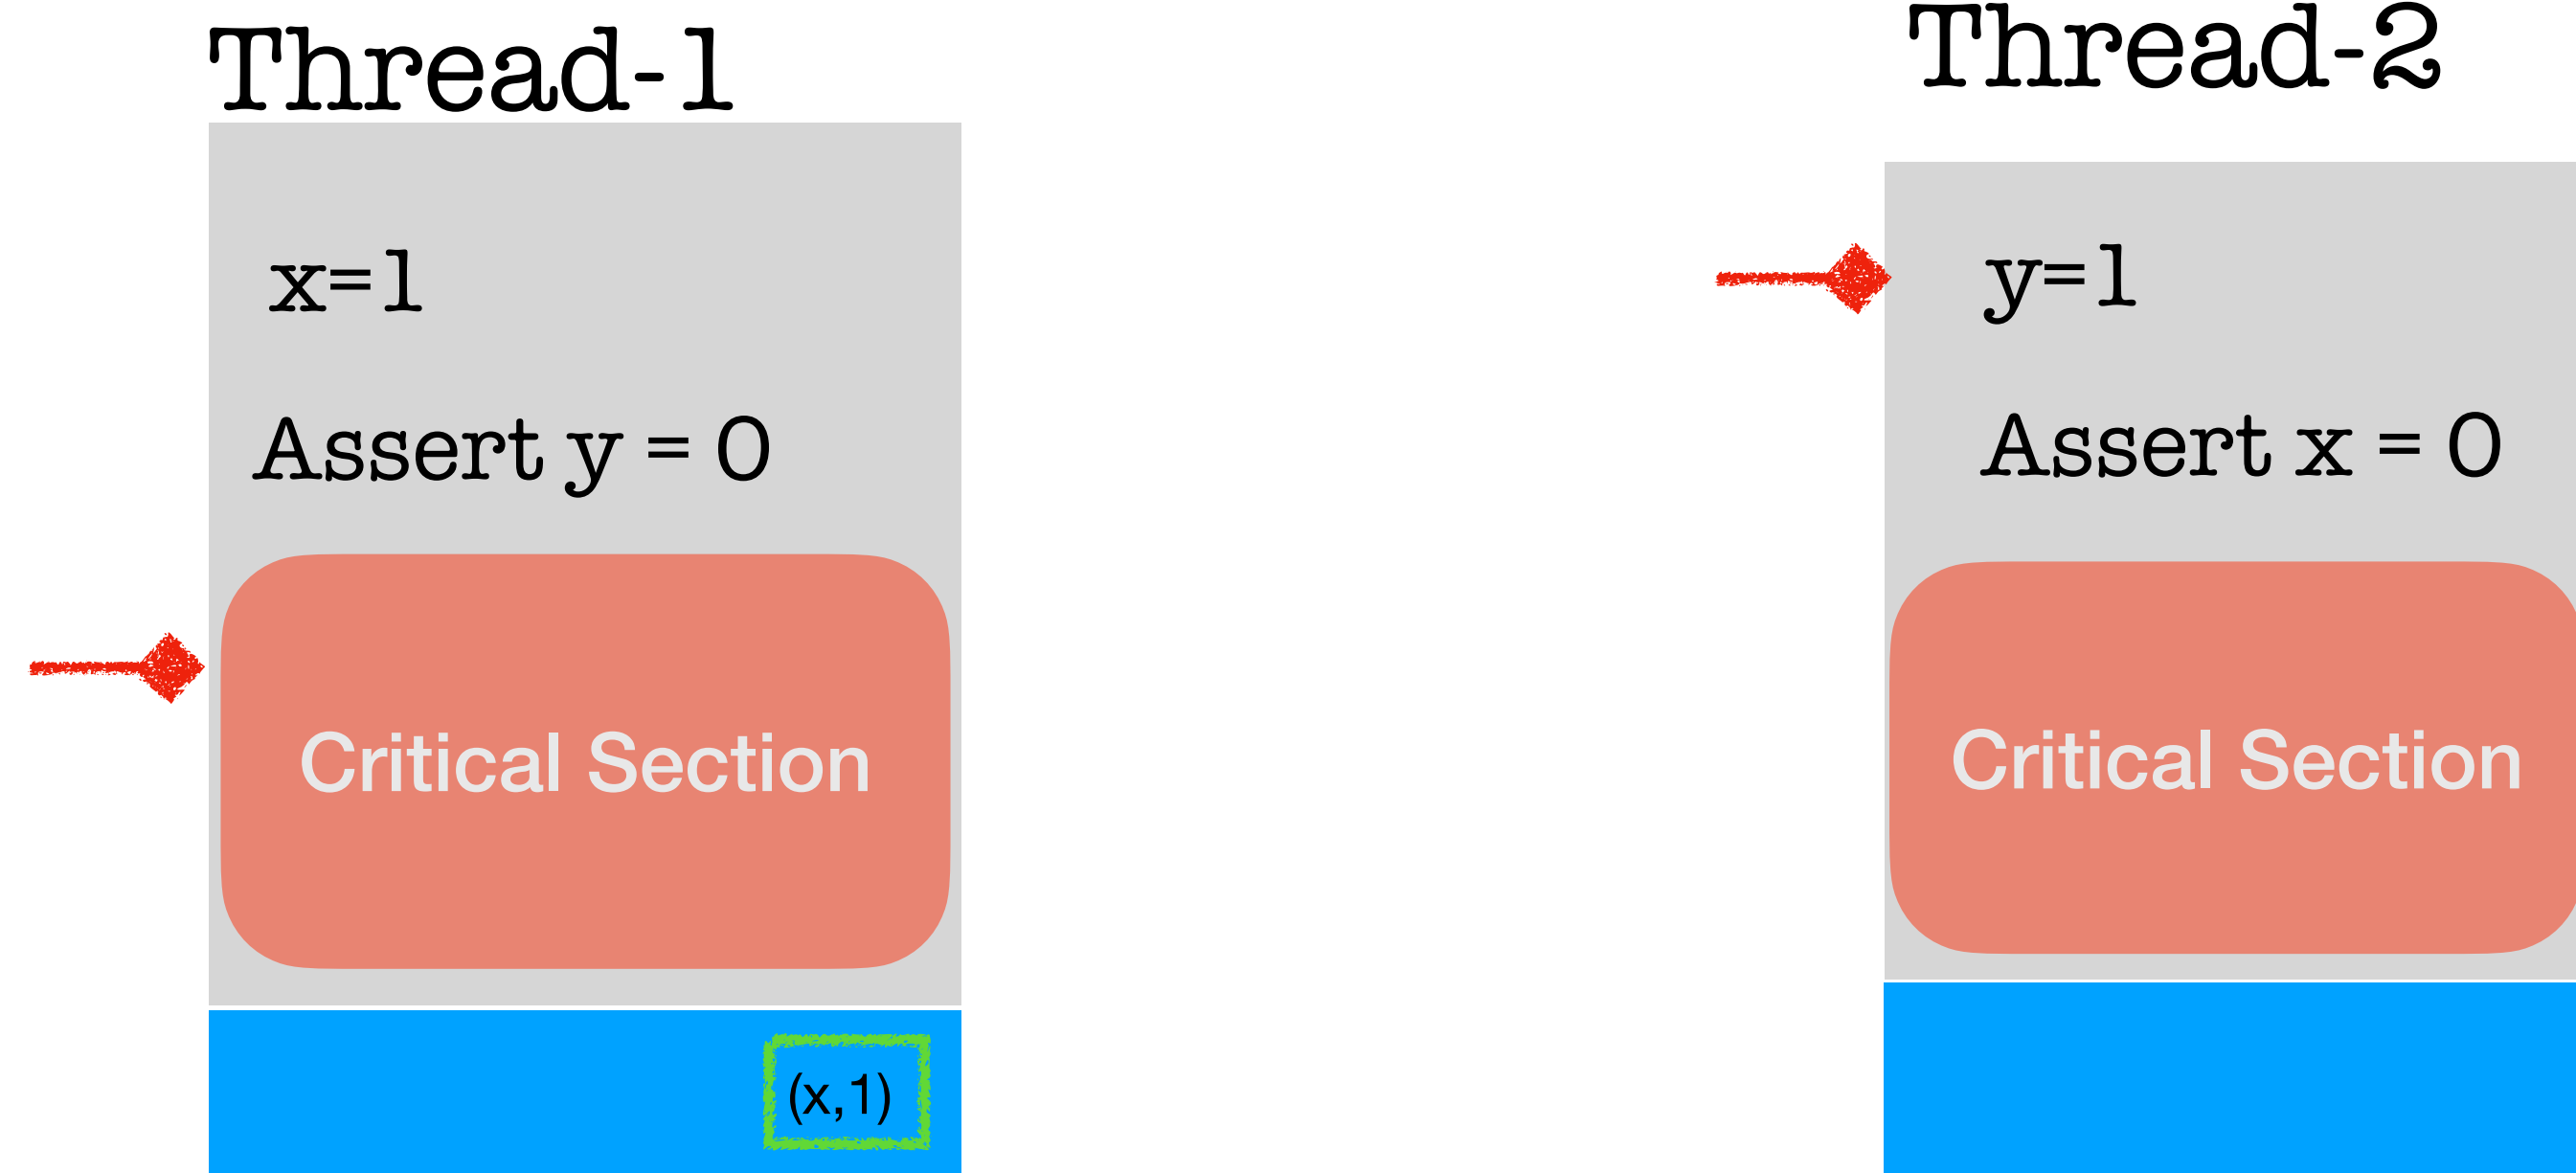 Thread-1
x=1
Assert y = 0
Critical Section
(x,1)
Thread-2
y=1
Assert x = 0
Critical Section